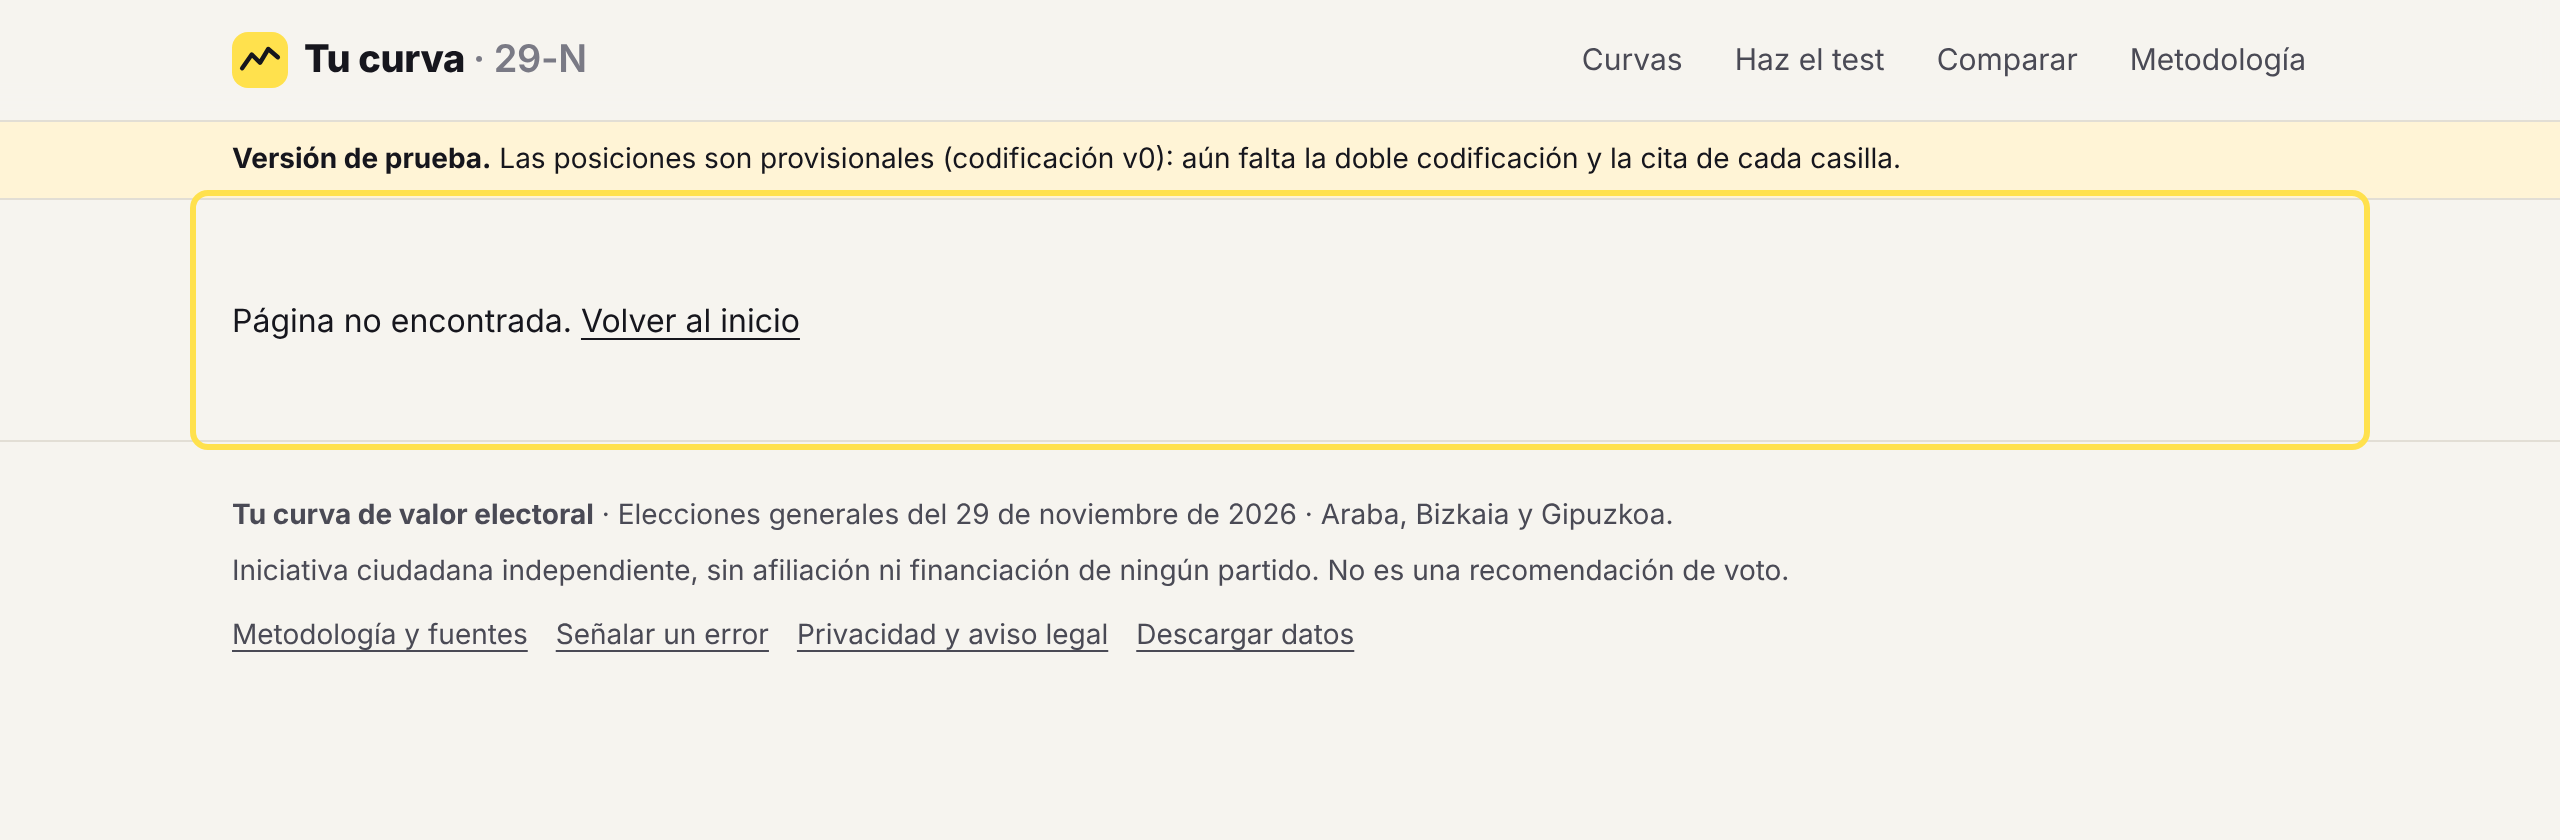 Tu curva · 29-N
Curvas
Haz el test
Comparar
Metodología
Versión de prueba. Las posiciones son provisionales (codificación v0): aún falta la doble codificación y la cita de cada casilla.
Página no encontrada. Volver al inicio
Tu curva de valor electoral · Elecciones generales del 29 de noviembre de 2026 · Araba, Bizkaia y Gipuzkoa.
Iniciativa ciudadana independiente, sin afiliación ni financiación de ningún partido. No es una recomendación de voto.
Metodología y fuentes
Señalar un error
Privacidad y aviso legal
Descargar datos